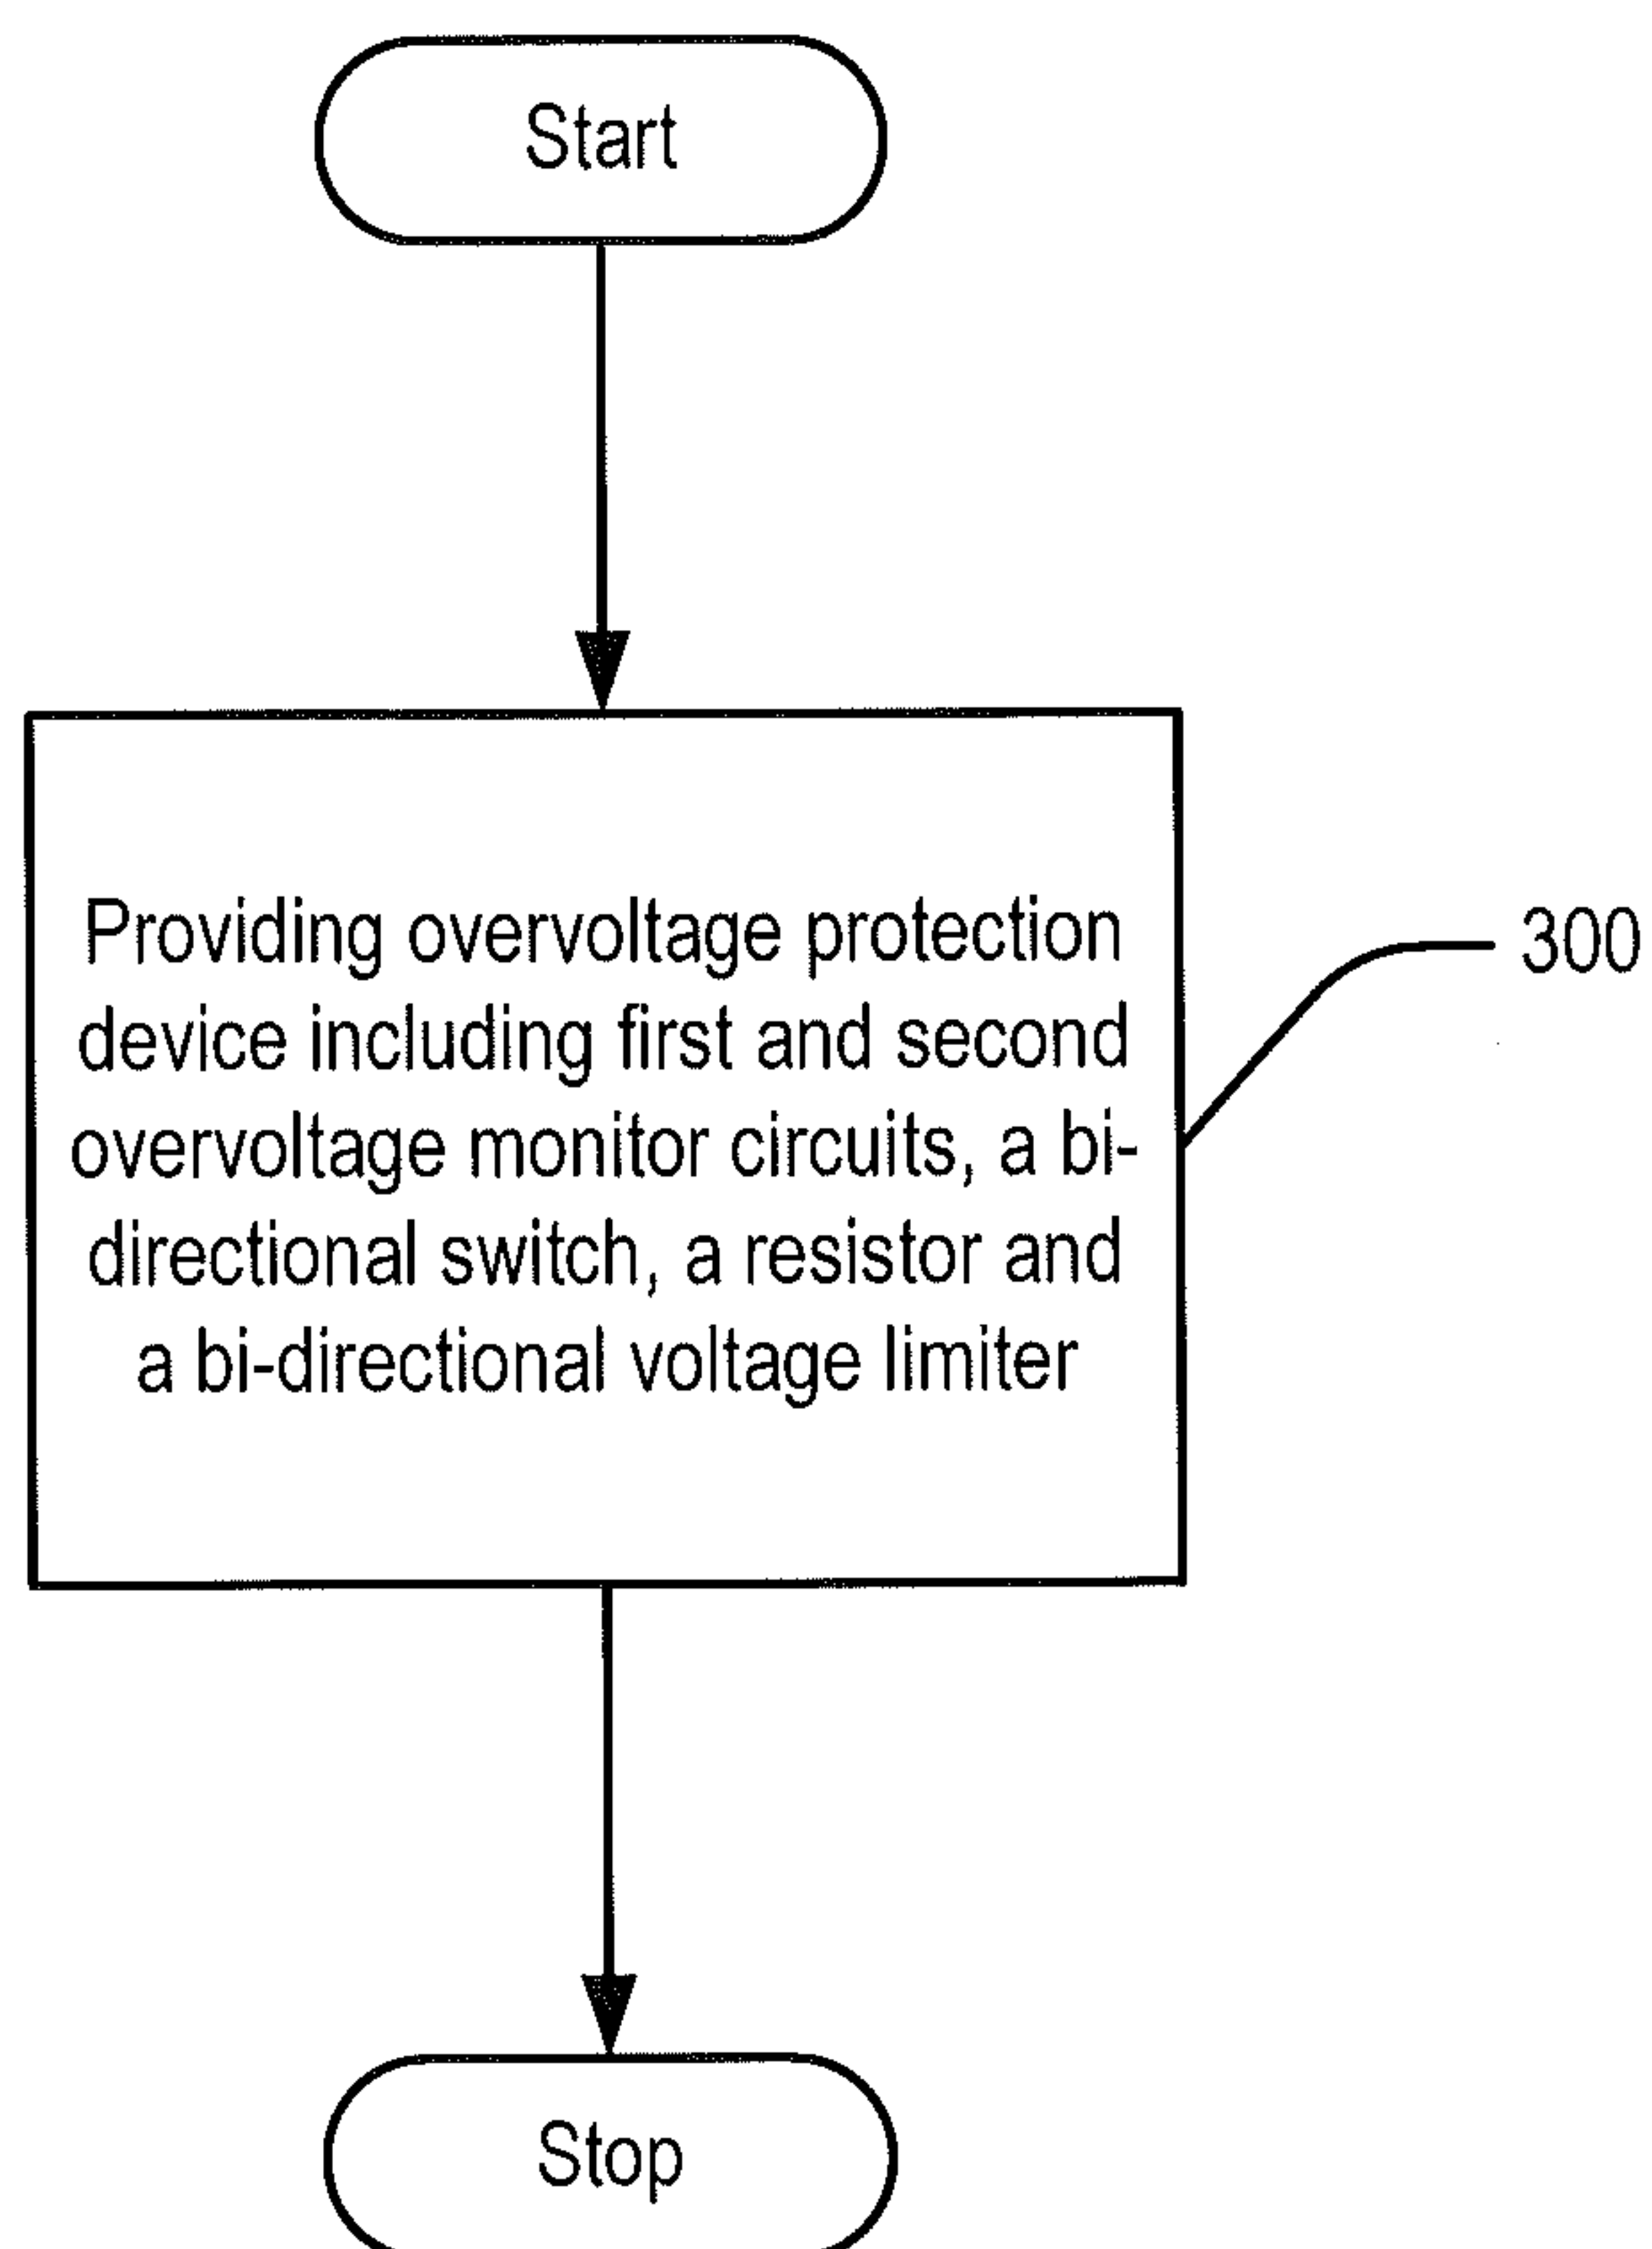 Start
Providing overvoltage protection
device including first and second
overvoltage monitor circuits, a bi-
directional switch, a resistor and
a bi-directional voltage limiter
300
Stop